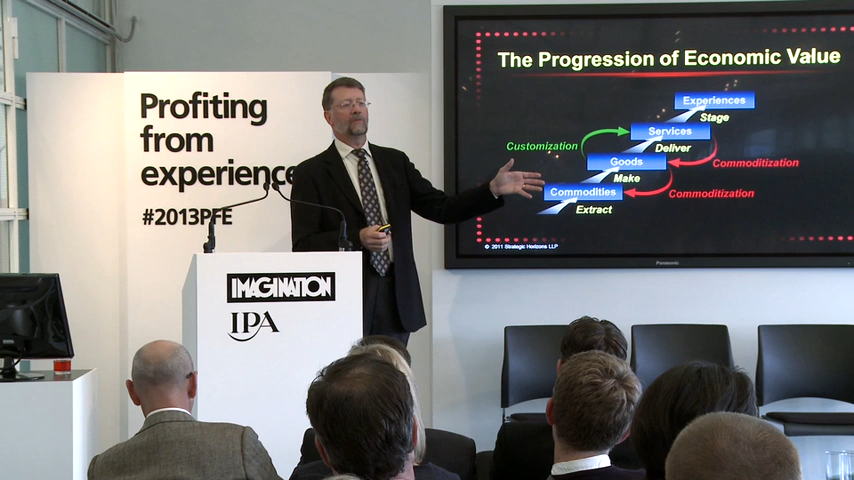 Profiting
from
experience
#2013PFE
IMAGINATION
IPA
The Progression of Economic Value
Experiences
Stage
Services
Customization
Deliver
Goods
Commoditization
Make
Commodities
Commoditization
Extract
© 2011 Strategic Horizons LLP
Panasonic